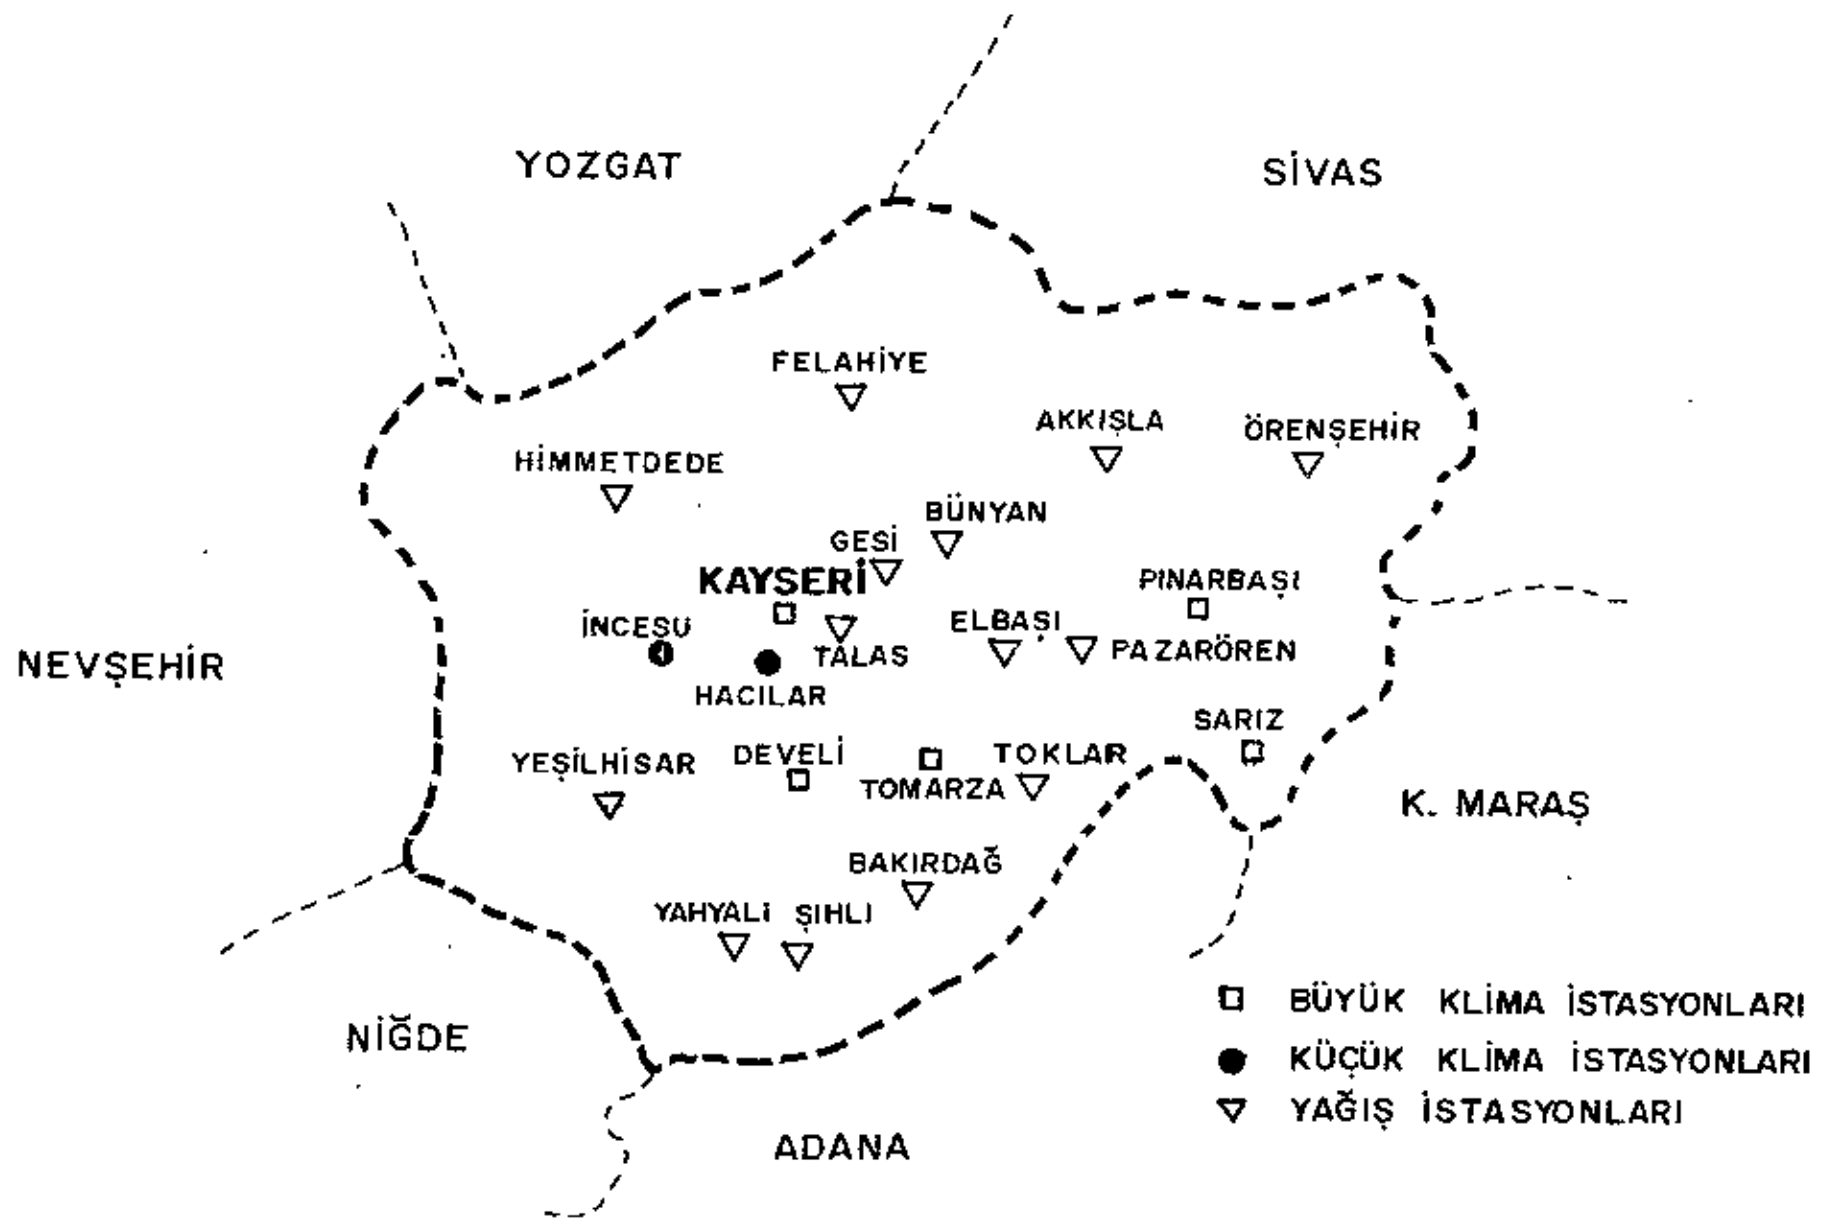 YOZGAT
SİVAS
FELAHİYE
AKKIŞLA
ÖRENŞEHİR
HİMMETDEDE
BÜNYAN
GESİ
KAYSERİ
PINARBAŞI
İNCESU
ELBAŞI
TALAS
PAZARÖREN
NEVŞEHİR
HACILAR
SARIZ
YEŞİLHİSAR
DEVELİ
TOKLAR
TOMARZA
K. MARAŞ
BAKIRDAĞ
YAHYALİ
ŞIHLI
BÜYÜK KLİMA İSTASYONLARI
NİĞDE
KÜÇÜK KLİMA İSTASYONLARI
YAĞIŞ İSTASYONLARI
ADANA